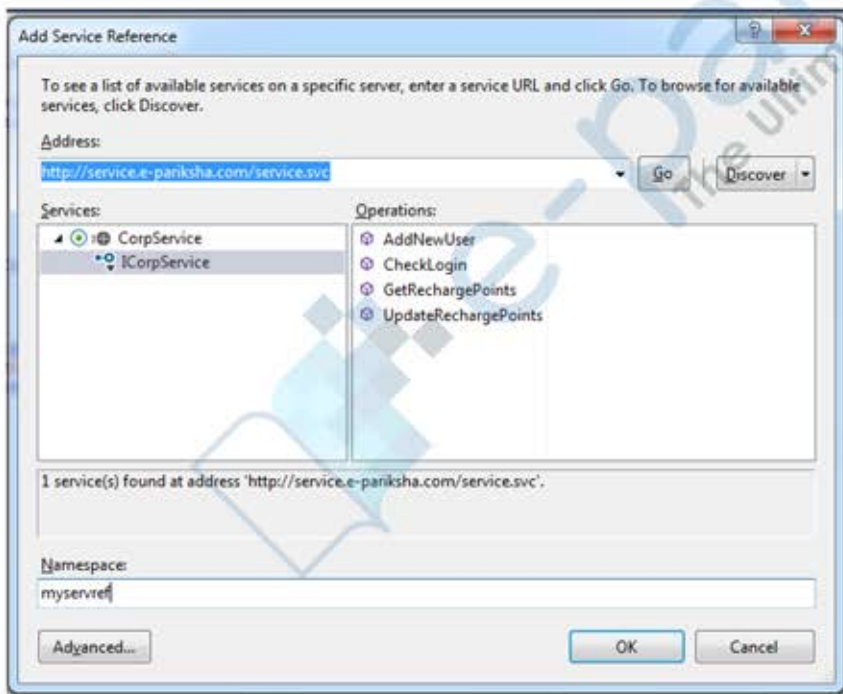 Add Service Reference
To see a list of available services on a specific server, enter a service URL and click Go. To browse for available
services, click Discover.
Address:
http://service.e-pariksha.com/service.svc
Go
Discover
Services:
Operations:
CorpService
ICorpService
AddNewUser
CheckLogin
GetRechargePoints
UpdateRechargePoints
1 service(s) found at address 'http://service.e-pariksha.com/service.svc'.
Namespace:
myservref
Advanced...
OK
Cancel
e-pa
The Ultim